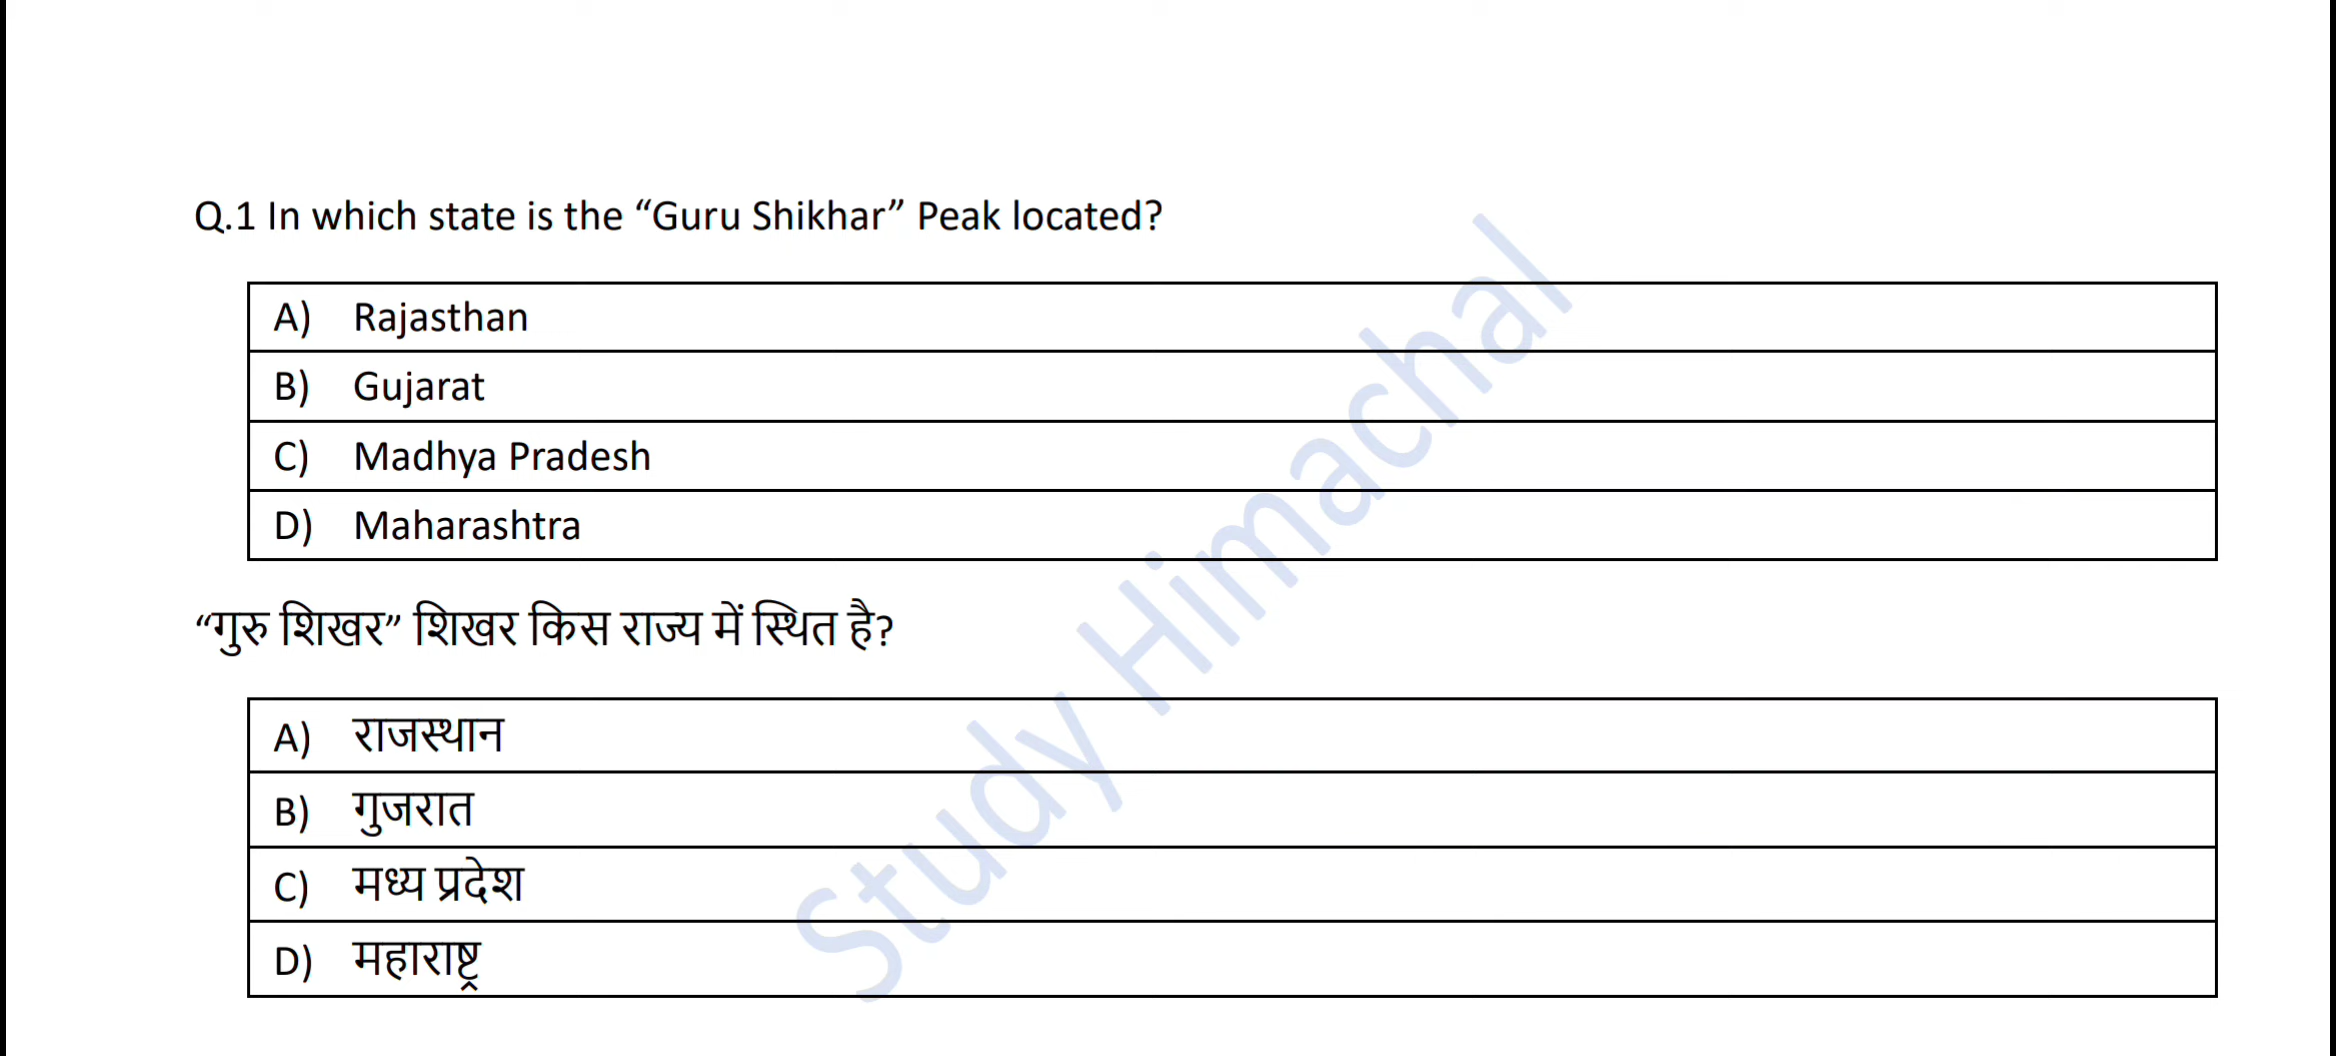 Q.1 In which state is the “Guru Shikhar” Peak located?
A) Rajasthan
B) Gujarat
C) Madhya Pradesh
D) Maharashtra
“गुरु शिखर” शिखर किस राज्य में स्थित है?
A) राजस्थान
B) गुजरात
C) मध्य प्रदेश
D) महाराष्ट्र
Study Himachal